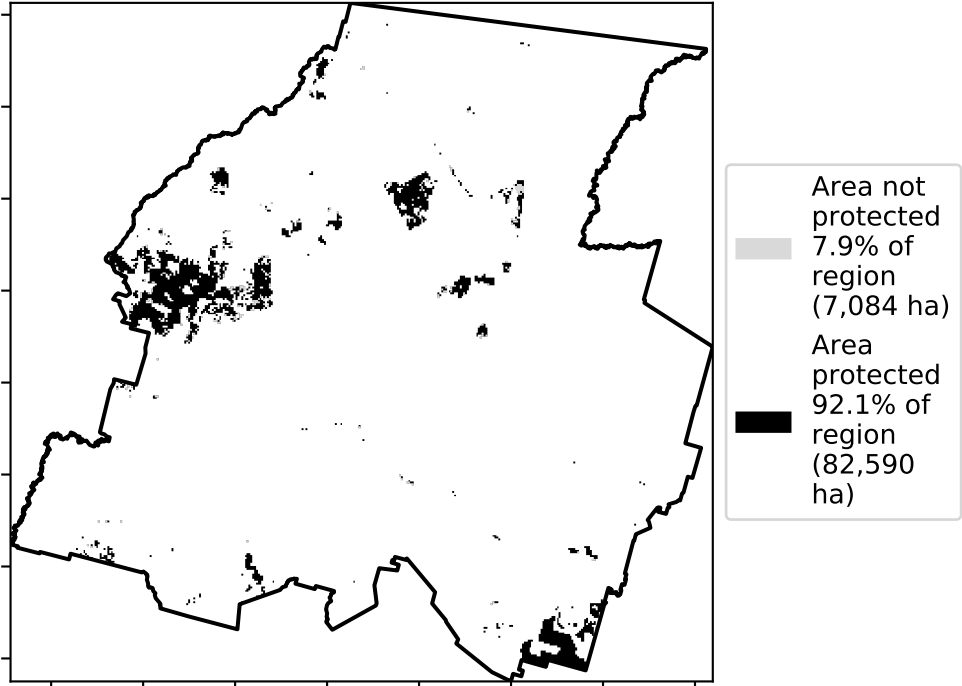 Area not
protected
7.9% of
region
(7,084 ha)
Area
protected
92.1% of
region
(82,590
ha)